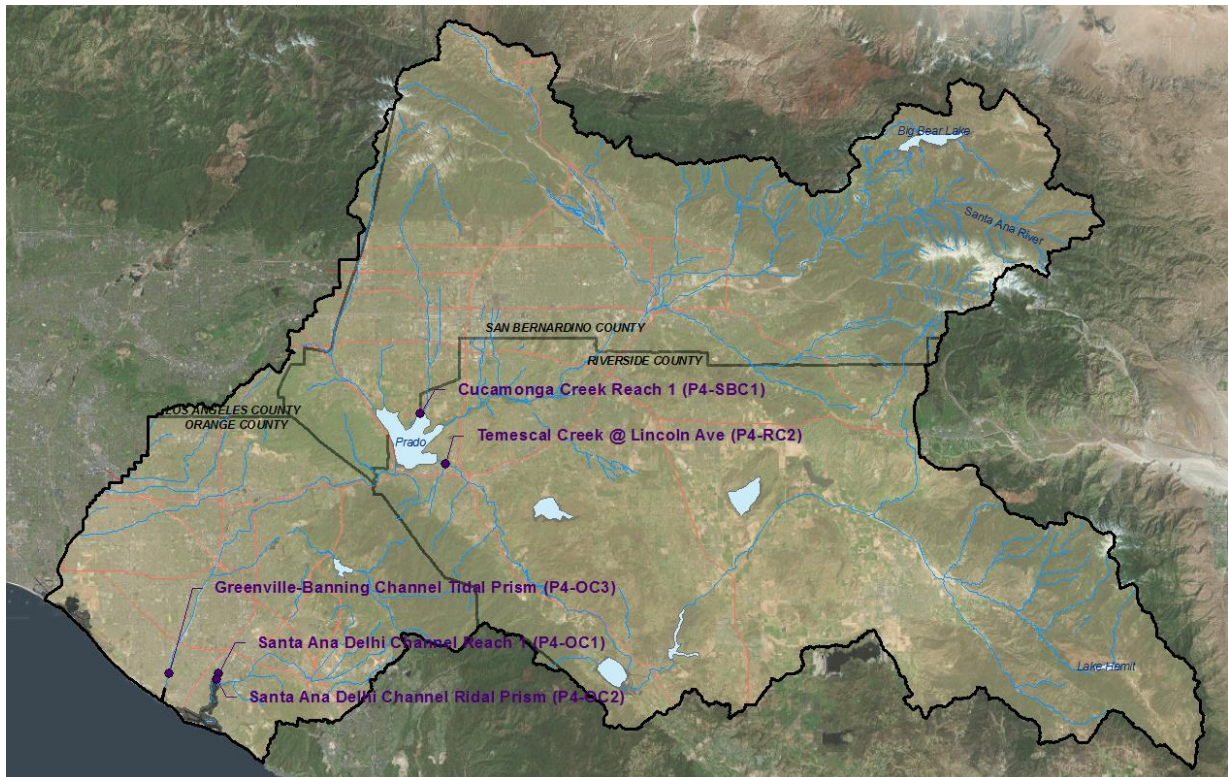 Big Bear Lake
Santa Ana River
SAN BERNARDINO COUNTY
RIVERSIDE COUNTY
Cucamonga Creek Reach 1 (P4-SBC1)
LOS ANGELES COUNTY
ORANGE COUNTY
Prado
Temescal Creek @ Lincoln Ave (P4-RC2)
Greenville-Banning Channel Tidal Prism (P4-OC3)
Santa Ana Delhi Channel Reach 1 (P4-OC1)
Lake Hemit
Santa Ana Delhi Channel Ridal Prism (P4-OC2)